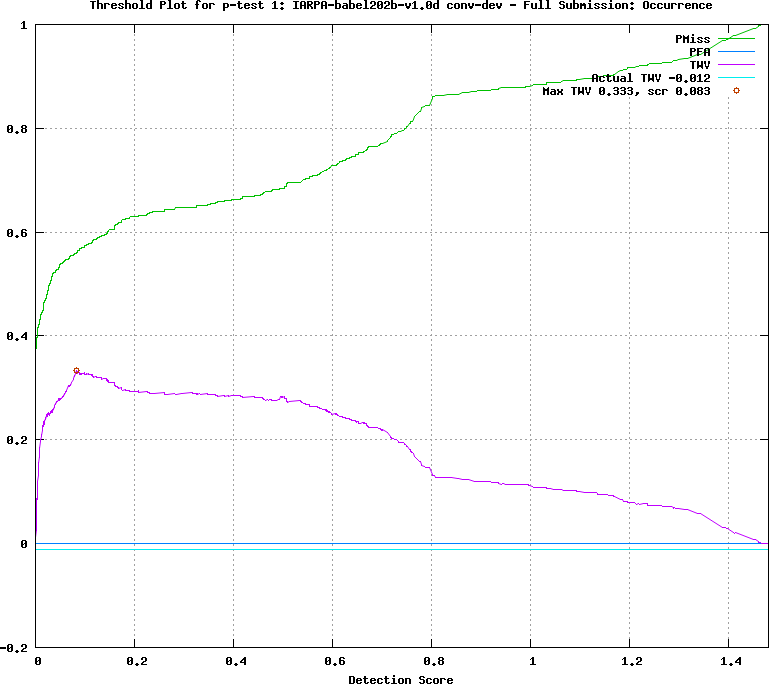 Threshold Plot for p-test 1: IARPA-babel202b-v1.0d conv-dev - Full Submission: Occurrence
1
PMiss
PFA
TWV
Actual TWV -0.012
Max TWV 0.333, scr 0.083
0.8
0.6
0.4
0.2
0
-0.2
0 0.2 0.4 0.6 0.8 1 1.2 1.4
Detection Score